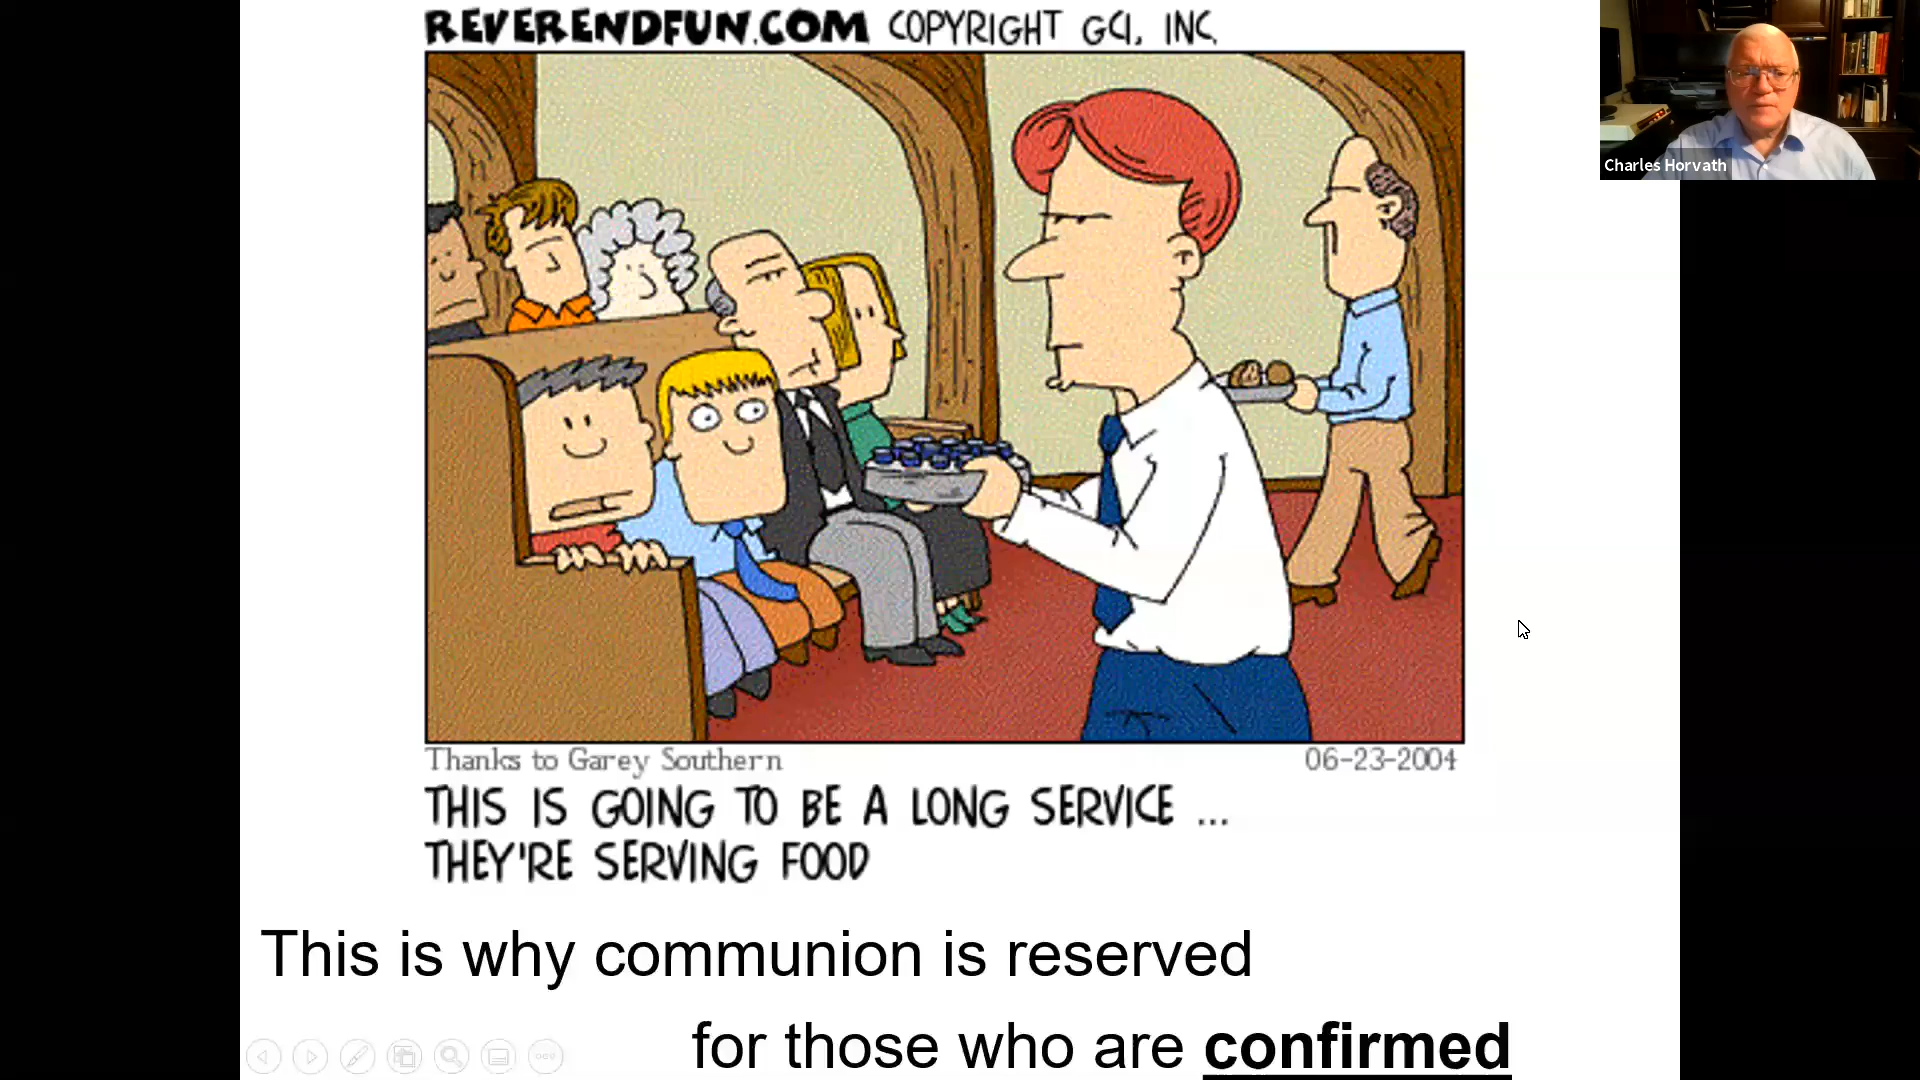 REVERENDFUN.COM COPYRIGHT GCI, INC.
Charles Horvath
Thanks to Garey Southern 06-23-2004
THIS IS GOING TO BE A LONG SERVICE ...
THEY'RE SERVING FOOD
This is why communion is reserved
for those who are confirmed